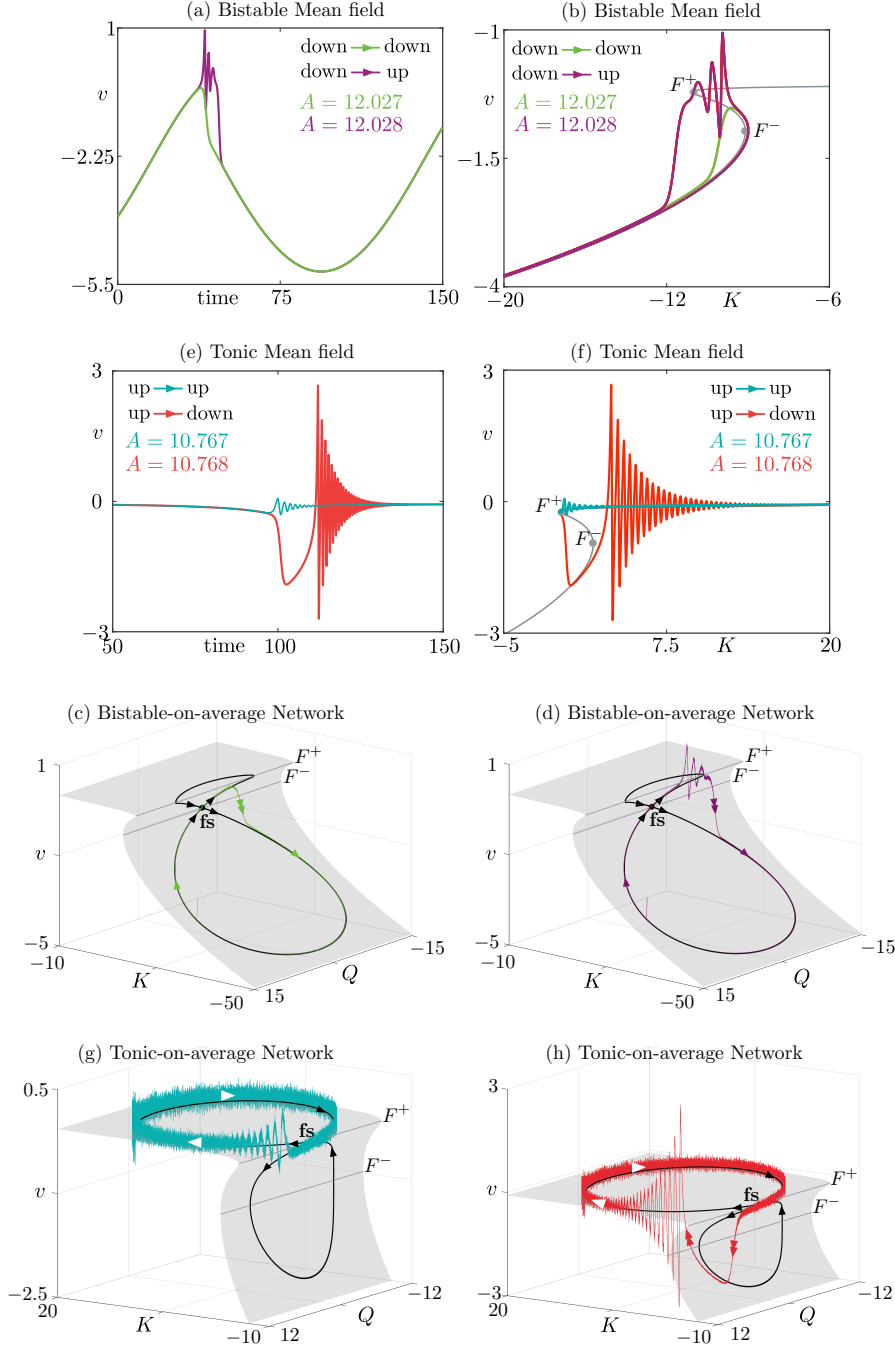 (a) Bistable Mean field
1
down down
down up
A = 12.027
A = 12.028
v
−2.25
−5.5
0
time
75
150
(b) Bistable Mean field
−1
down down
down up
A = 12.027
A = 12.028
F+
F−
v
−1.5
−4
−20
−12
K
−6
(e) Tonic Mean field
3
up up
up down
A = 10.767
A = 10.768
v
0
−3
50
time
100
150
(f) Tonic Mean field
3
up up
up down
A = 10.767
A = 10.768
v
0
F+
F−
−3
−5
7.5
K
20
(c) Bistable-on-average Network
1
F+
F−
fs
v
−5
−10
K
−50
15
Q
−15
(d) Bistable-on-average Network
1
F+
F−
fs
v
−5
−10
K
−50
15
Q
−15
(g) Tonic-on-average Network
0.5
F+
fs
F−
v
−2.5
20
K
−10
12
Q
−12
(h) Tonic-on-average Network
3
F+
fs
F−
v
−3
20
K
−10
12
Q
−12